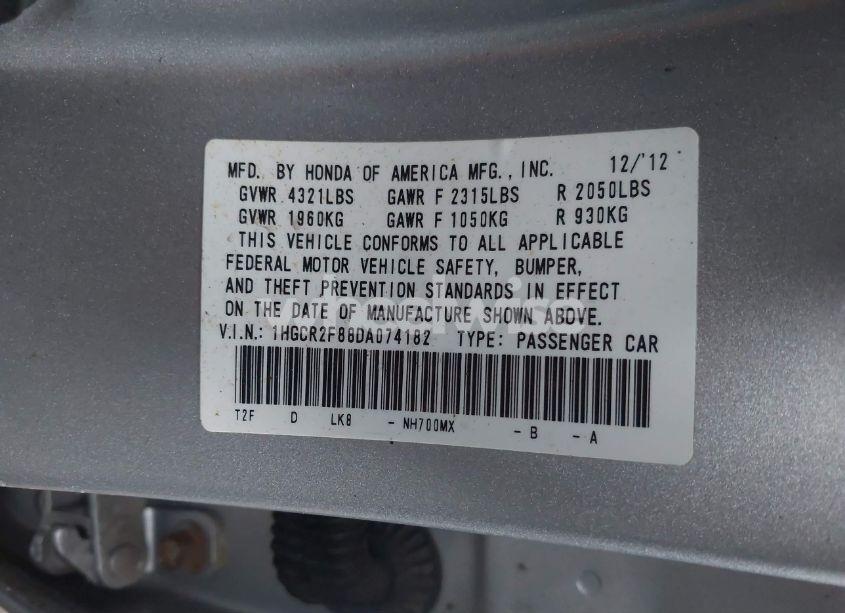 MFD. BY HONDA OF AMERICA MFG., INC. 12/'12
GVWR 4321LBS GAWR F 2315LBS R 2050LBS
GVWR 1960KG GAWR F 1050KG R 930KG
THIS VEHICLE CONFORMS TO ALL APPLICABLE
FEDERAL MOTOR VEHICLE SAFETY, BUMPER,
AND THEFT PREVENTION STANDARDS IN EFFECT
ON THE DATE OF MANUFACTURE SHOWN ABOVE.
V.I.N.: 1HGCR2F88DA074182 TYPE: PASSENGER CAR
T2F D LK8 - NH700MX - B - A